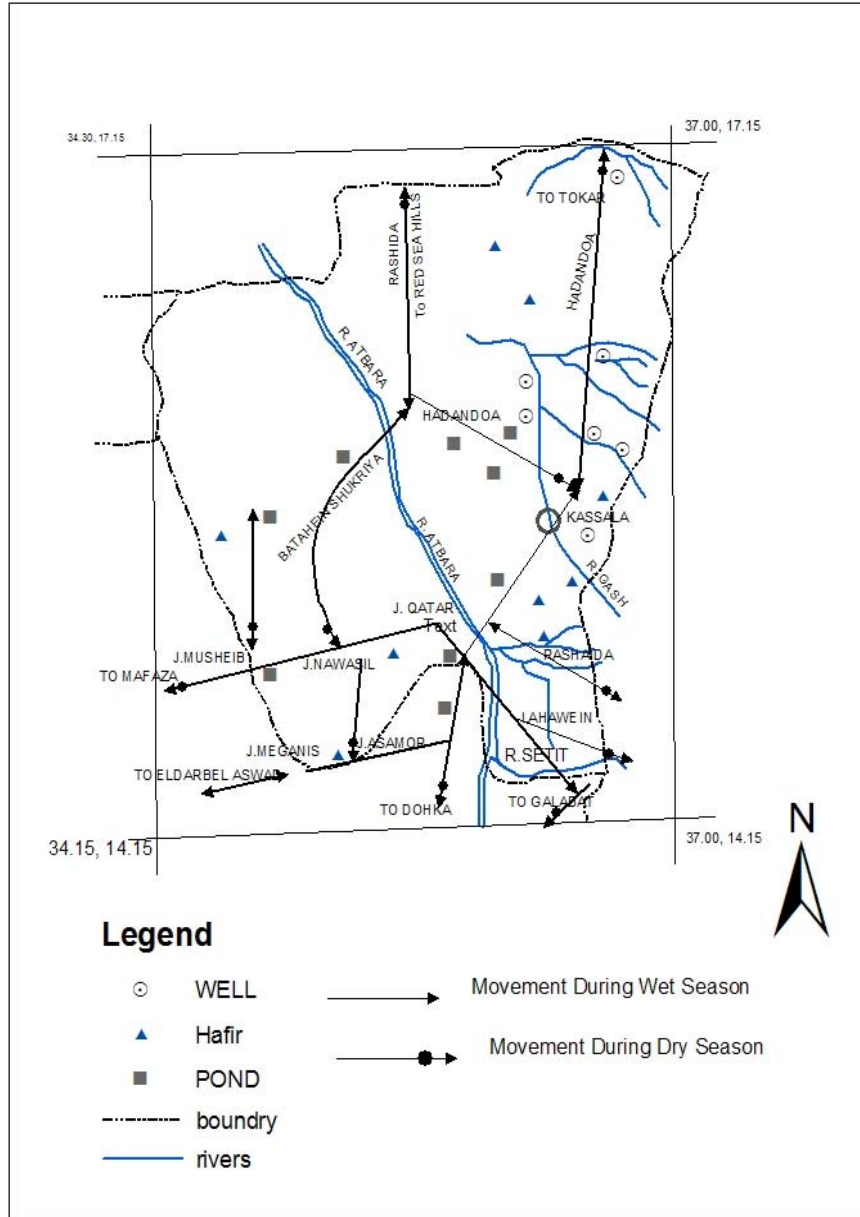 34.30, 17.15
37.00, 17.15
TO TOKAR
RASHIDA
To RED SEA HILLS
HADANDOA
R. ATBARA
HADANDOA
BATAHEIN SHUKRIYA
KASSALA
R. ATBARA
R. GASH
J. QATAR
Text
J.MUSHEIB
J.NAWASIL
RASHAIDA
TO MAFAZA
LAHAWEIN
J.MEGANIS
J.ASAMOR
R.SETIT
TO ELDARBEL ASWAD
TO DOHKA
TO GALABAT
34.15, 14.15
37.00, 14.15
N
Legend
WELL
Movement During Wet Season
Hafir
Movement During Dry Season
POND
boundry
rivers